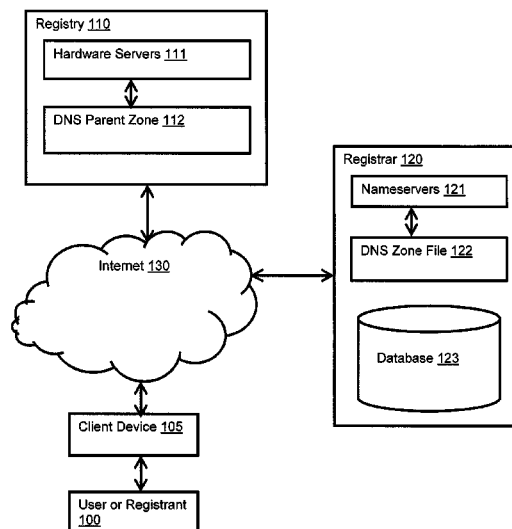 Registry 110
Hardware Servers 111
DNS Parent Zone 112
Registrar 120
Nameservers 121
DNS Zone File 122
Database 123
Internet 130
Client Device 105
User or Registrant
100